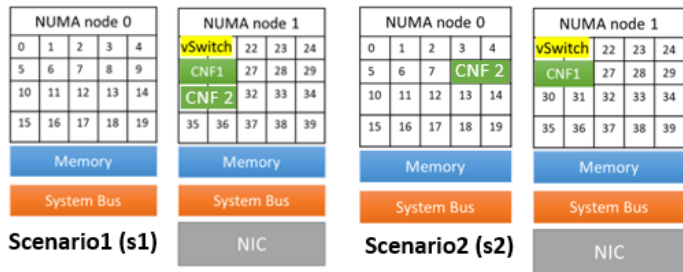 NUMA node 0
0 1 2 3 4
5 6 7 8 9
10 11 12 13 14
15 16 17 18 19
Memory
System Bus
Scenario1 (s1)
NUMA node 1
vSwitch 22 23 24
CNF1 27 28 29
CNF 2 32 33 34
35 36 37 38 39
Memory
System Bus
NIC
NUMA node 0
0 1 2 3 4
5 6 7 CNF 2
10 11 12 13 14
15 16 17 18 19
Memory
System Bus
Scenario2 (s2)
NUMA node 1
vSwitch 22 23 24
CNF1 27 28 29
30 31 32 33 34
35 36 37 38 39
Memory
System Bus
NIC